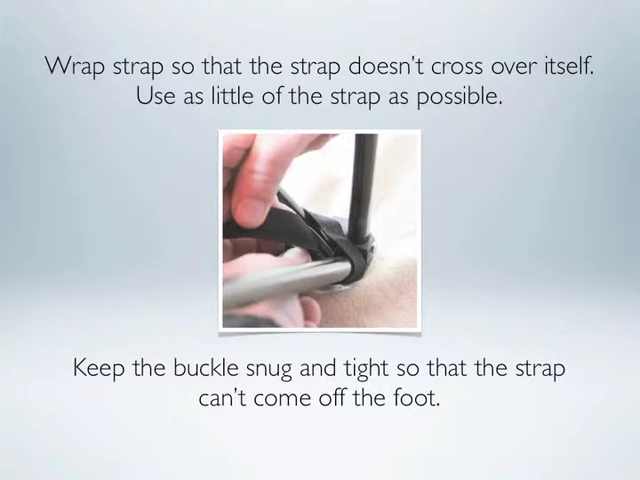 Wrap strap so that the strap doesn't cross over itself.
Use as little of the strap as possible.
Keep the buckle snug and tight so that the strap
can't come off the foot.